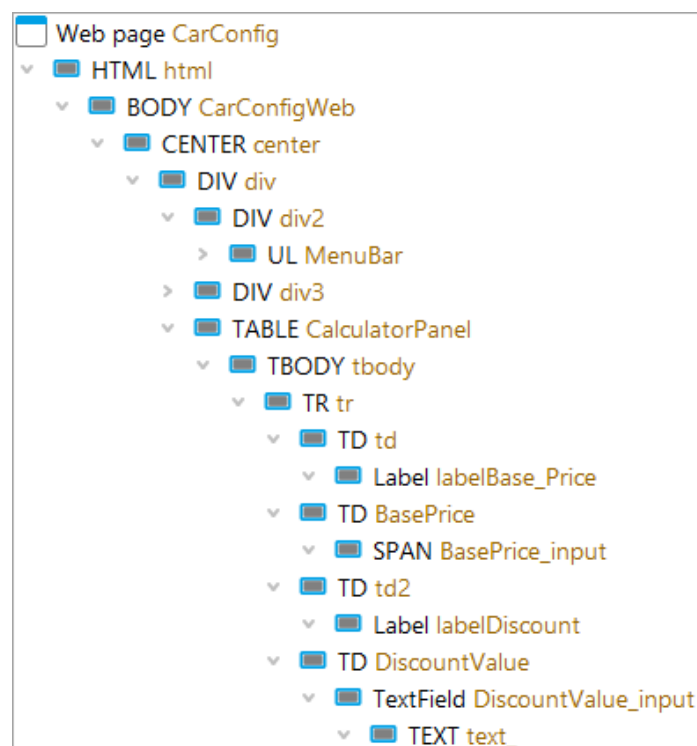 Web page CarConfig
HTML html
BODY CarConfigWeb
CENTER center
DIV div
DIV div2
UL MenuBar
DIV div3
TABLE CalculatorPanel
TBODY tbody
TR tr
TD td
Label labelBase_Price
TD BasePrice
SPAN BasePrice_input
TD td2
Label labelDiscount
TD DiscountValue
TextField DiscountValue_input
TEXT text_